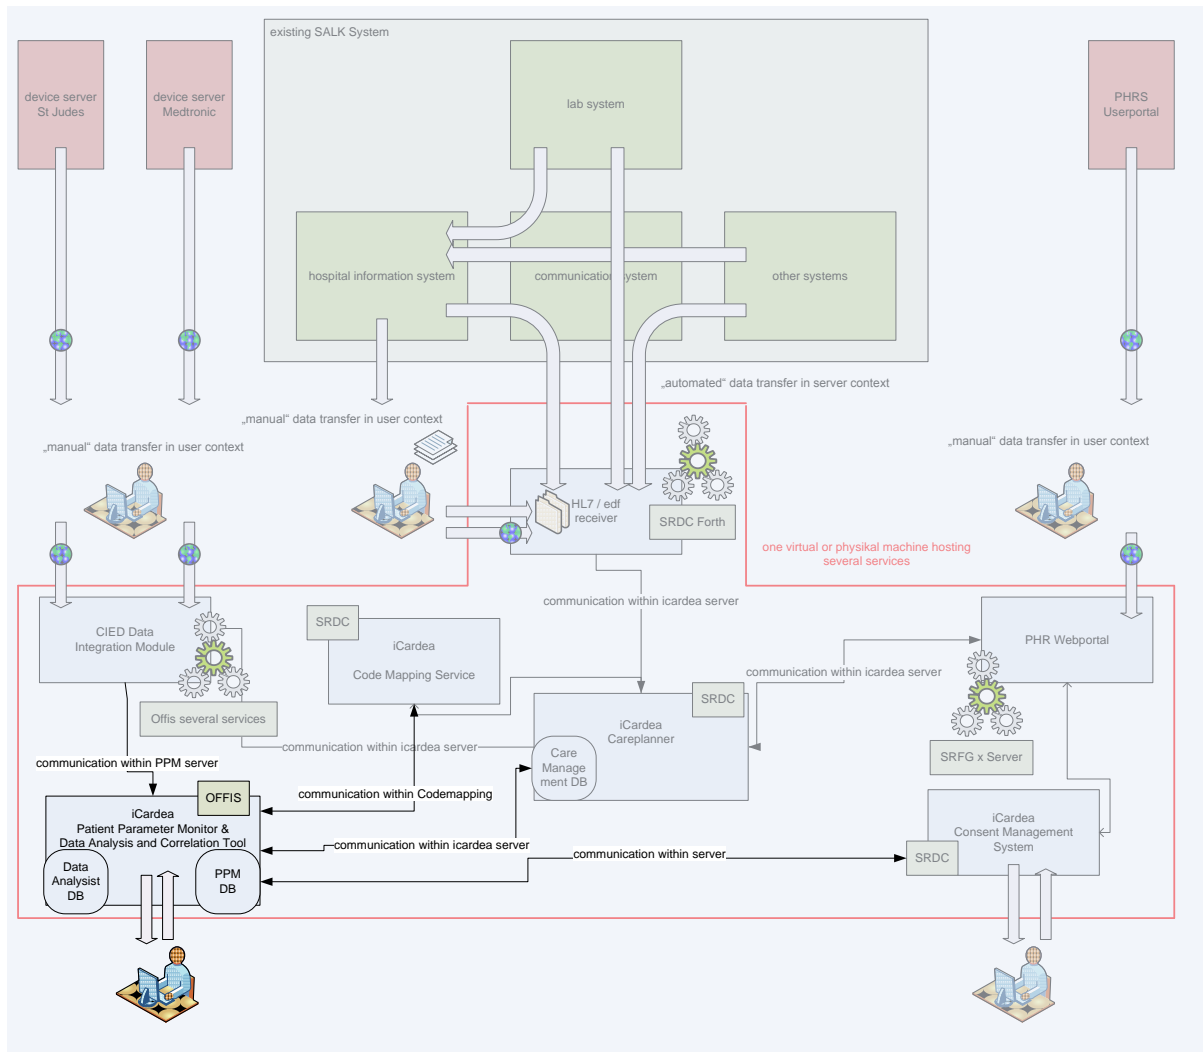 existing SALK System
device server
St Judes
device server
Medtronic
lab system
PHRS
Userportal
hospital information system
communication system
other systems
„automated“ data transfer in server context
„manual“ data transfer in user context
„manual“ data transfer in user context
„manual“ data transfer in user context
HL7 / edf
receiver
SRDC Forth
one virtual or physikal machine hosting
several services
communication within icardea server
CIED Data
Integration Module
SRDC
iCardea
Code Mapping Service
PHR Webportal
communication within icardea server
SRDC
Offis several services
iCardea
Careplanner
communication within icardea server
Care
Manage
ment DB
SRFG x Server
communication within PPM server
communication within Codemapping
OFFIS
iCardea
Patient Parameter Monitor &
Data Analysis and Correlation Tool
iCardea
Consent Management
System
communication within icardea server
communication within server
SRDC
Data
Analysist
DB
PPM
DB